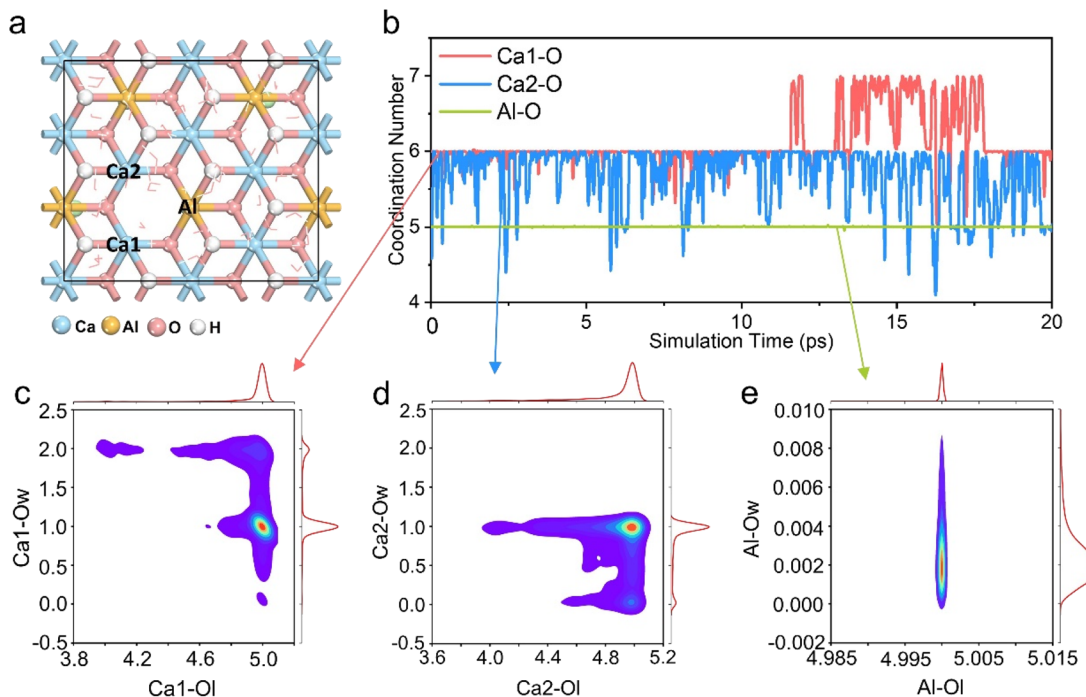 a
Ca2
Al
Ca1
Ca Al O H
b
Ca1-O
Ca2-O
Al-O
Coordination Number
7
6
5
4
0 5 10 15 20
Simulation Time (ps)
c
Ca1-Ow
2.5
2.0
1.5
1.0
0.5
0.0
-0.5
3.8 4.6 5.0
Ca1-Ol
d
Ca2-Ow
2.5
2.0
1.5
1.0
0.5
0.0
-0.5
3.6 4.0 4.4 4.8 5.2
Ca2-Ol
e
Al-Ow
0.010
0.008
0.006
0.004
0.002
0.000
-0.002
4.985 4.995 5.005 5.015
Al-Ol